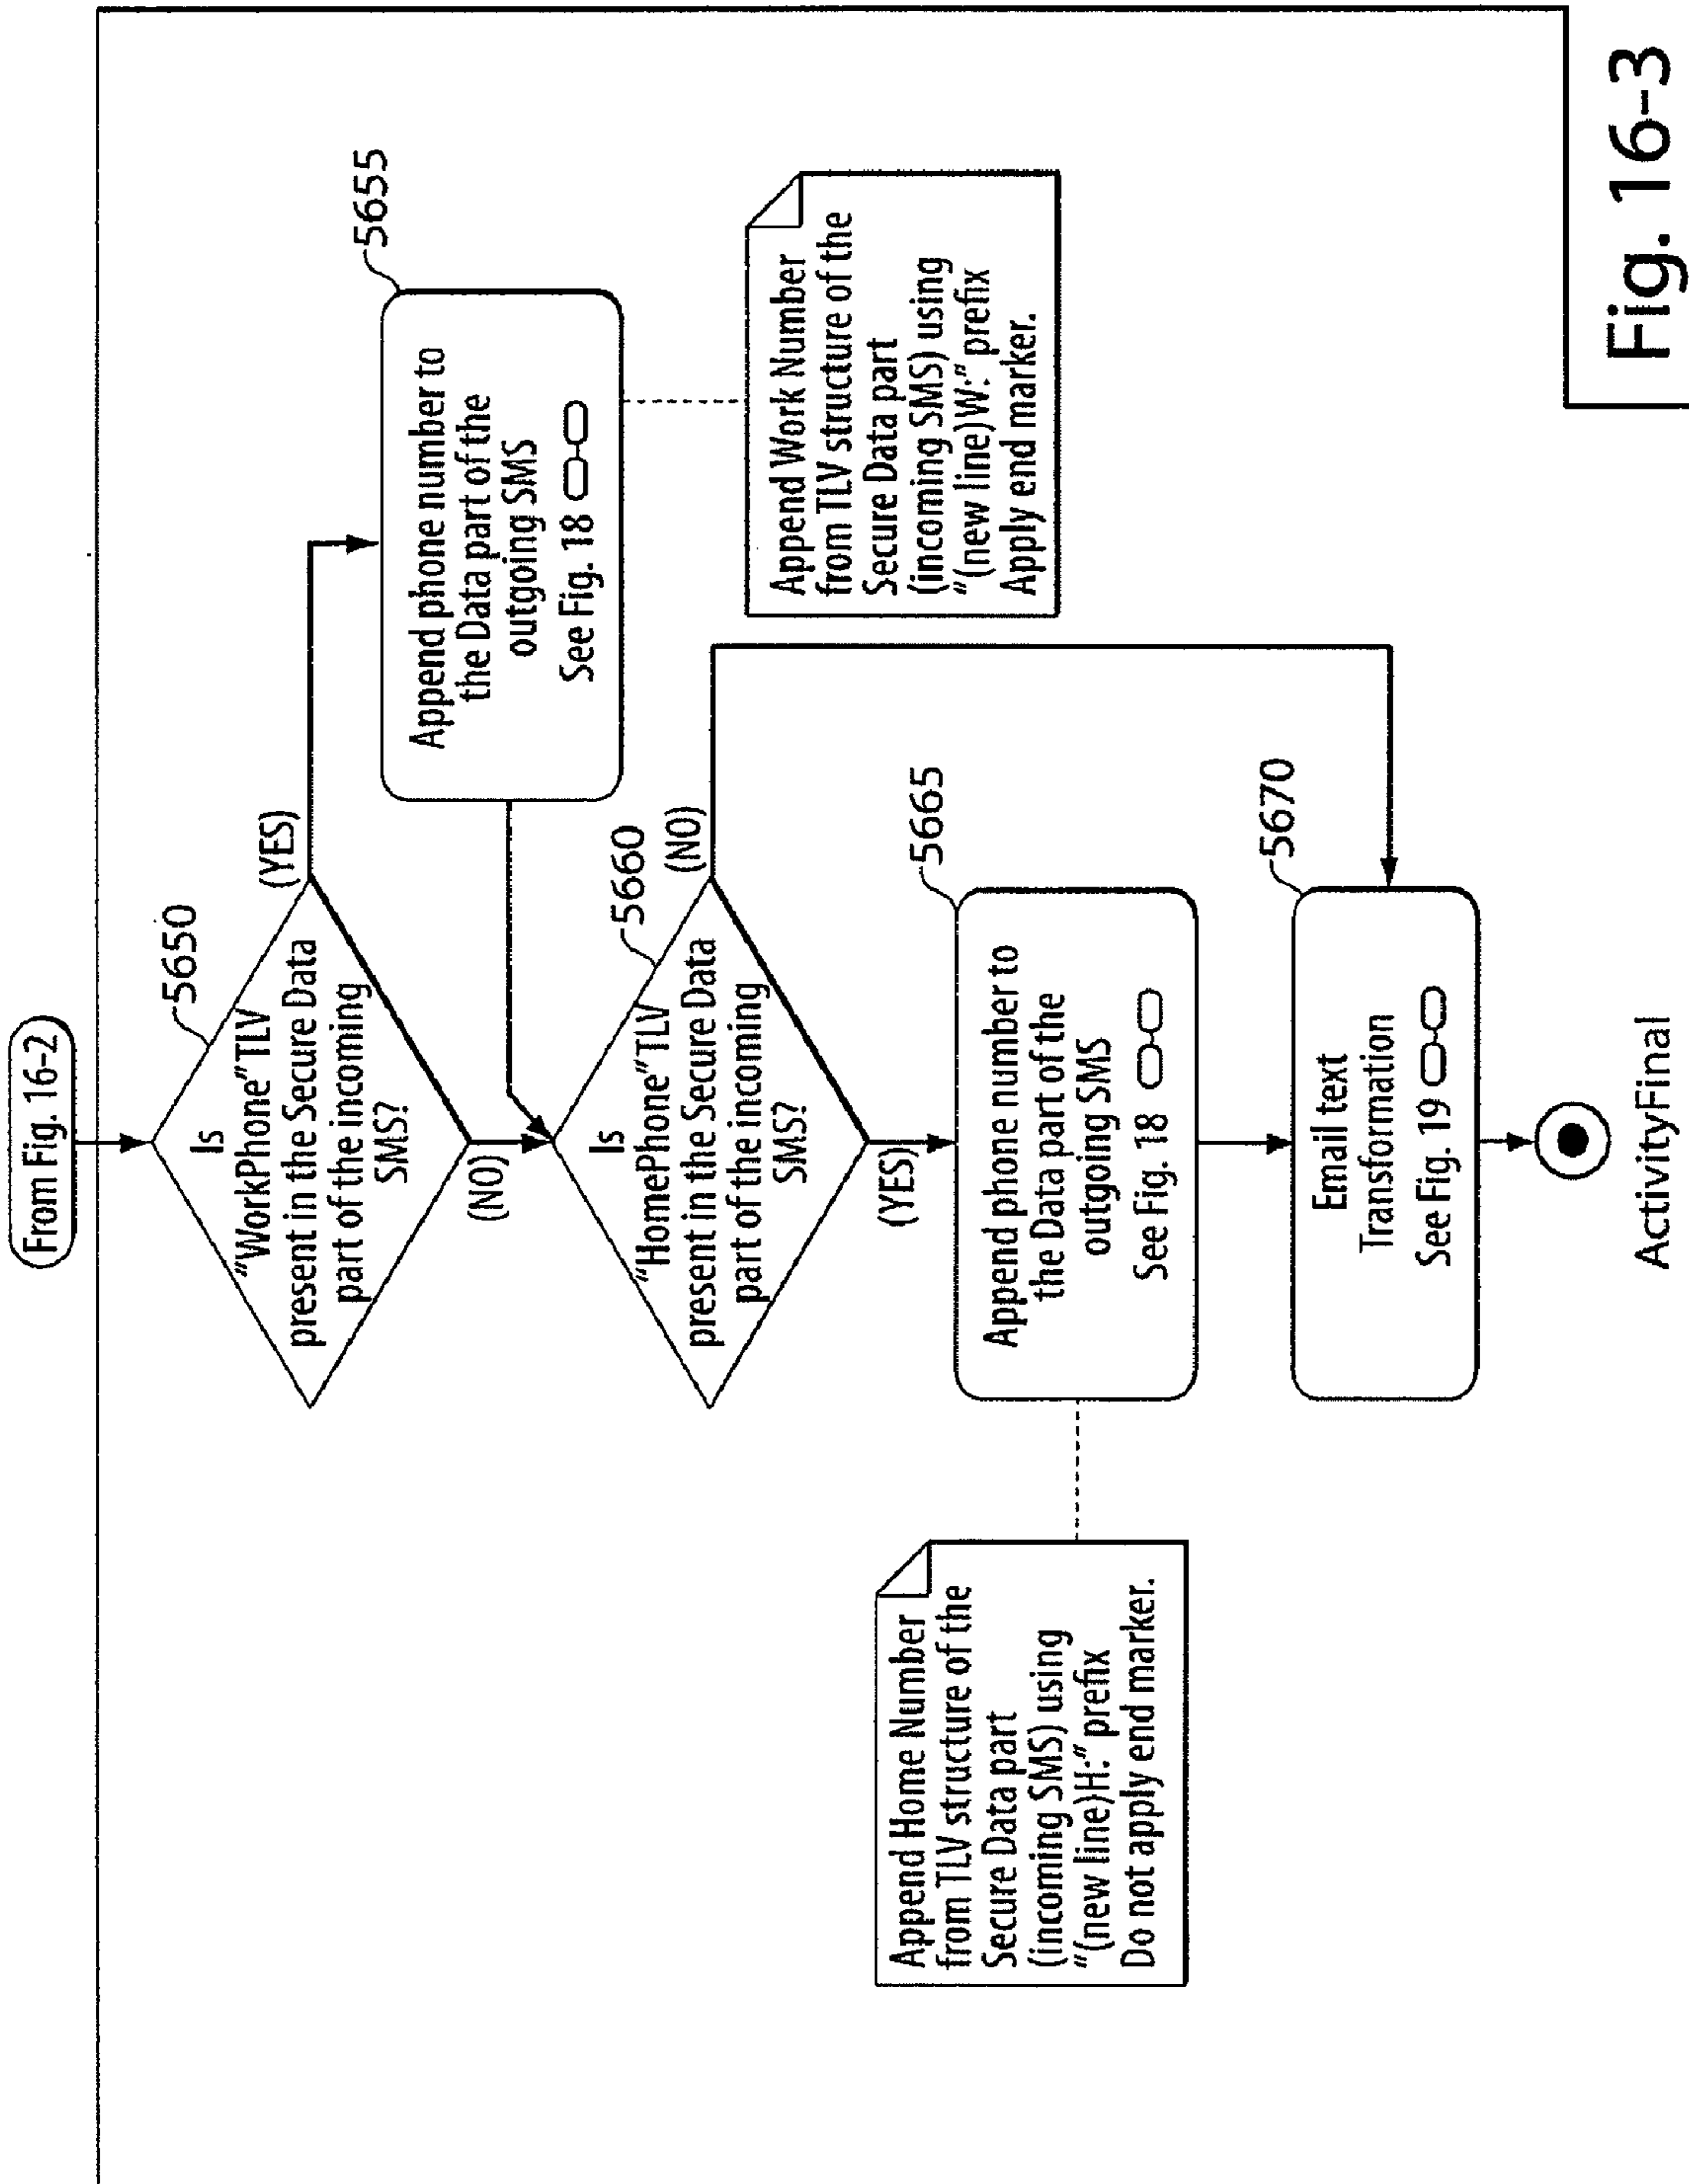 From Fig. 16-2
5650
Is
"WorkPhone" TLV
present in the Secure Data
part of the incoming
SMS?
(YES)
(NO)
5655
Append phone number to
the Data part of the
outgoing SMS
See Fig. 18
Append Work Number
from TLV structure of the
Secure Data part
(incoming SMS) using
"(new line)W:" prefix
Apply end marker.
5660
Is
"HomePhone" TLV
present in the Secure Data
part of the incoming
SMS?
(NO)
(YES)
5665
Append phone number to
the Data part of the
outgoing SMS
See Fig. 18
Append Home Number
from TLV structure of the
Secure Data part
(incoming SMS) using
"(new line)H:" prefix
Do not apply end marker.
5670
Email text
Transformation
See Fig. 19
ActivityFinal
Fig. 16-3